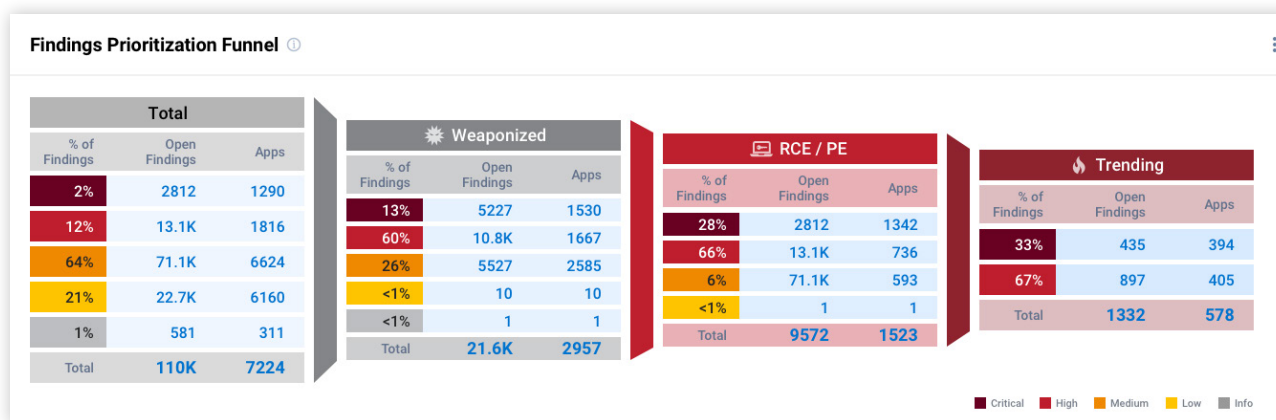 Findings Prioritization Funnel
Total
% of Findings Open Findings Apps
2% 2812 1290
12% 13.1K 1816
64% 71.1K 6624
21% 22.7K 6160
1% 581 311
Total 110K 7224
Weaponized
% of Findings Open Findings Apps
13% 5227 1530
60% 10.8K 1667
26% 5527 2585
<1% 10 10
<1% 1 1
Total 21.6K 2957
RCE / PE
% of Findings Open Findings Apps
28% 2812 1342
66% 13.1K 736
6% 71.1K 593
<1% 1 1
Total 9572 1523
Trending
% of Findings Open Findings Apps
33% 435 394
67% 897 405
Total 1332 578
Critical High Medium Low Info